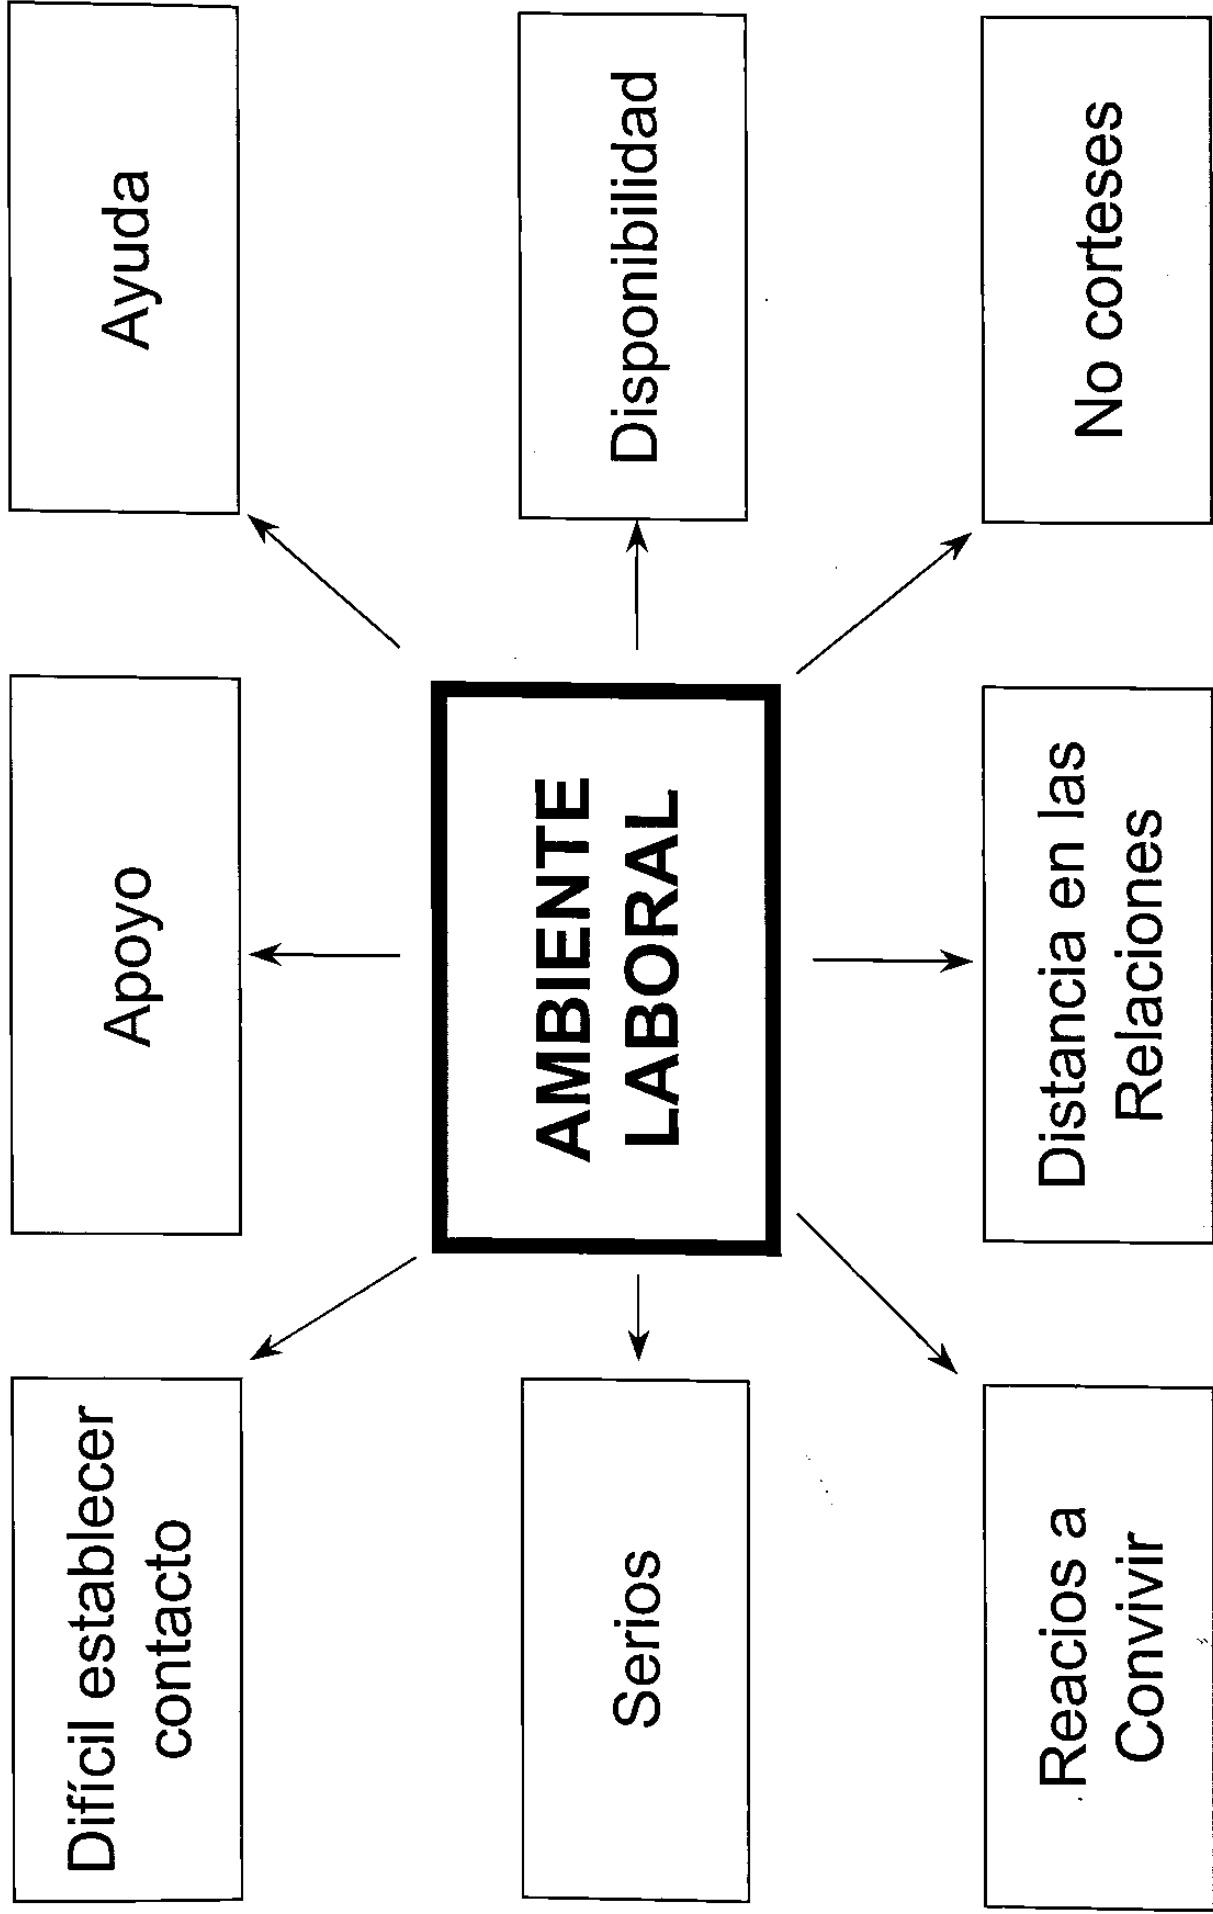 Difícil establecer
contacto
Apoyo
Ayuda
Serios
AMBIENTE
LABORAL
Disponibilidad
Reacios a
Convivir
Distancia en las
Relaciones
No corteses